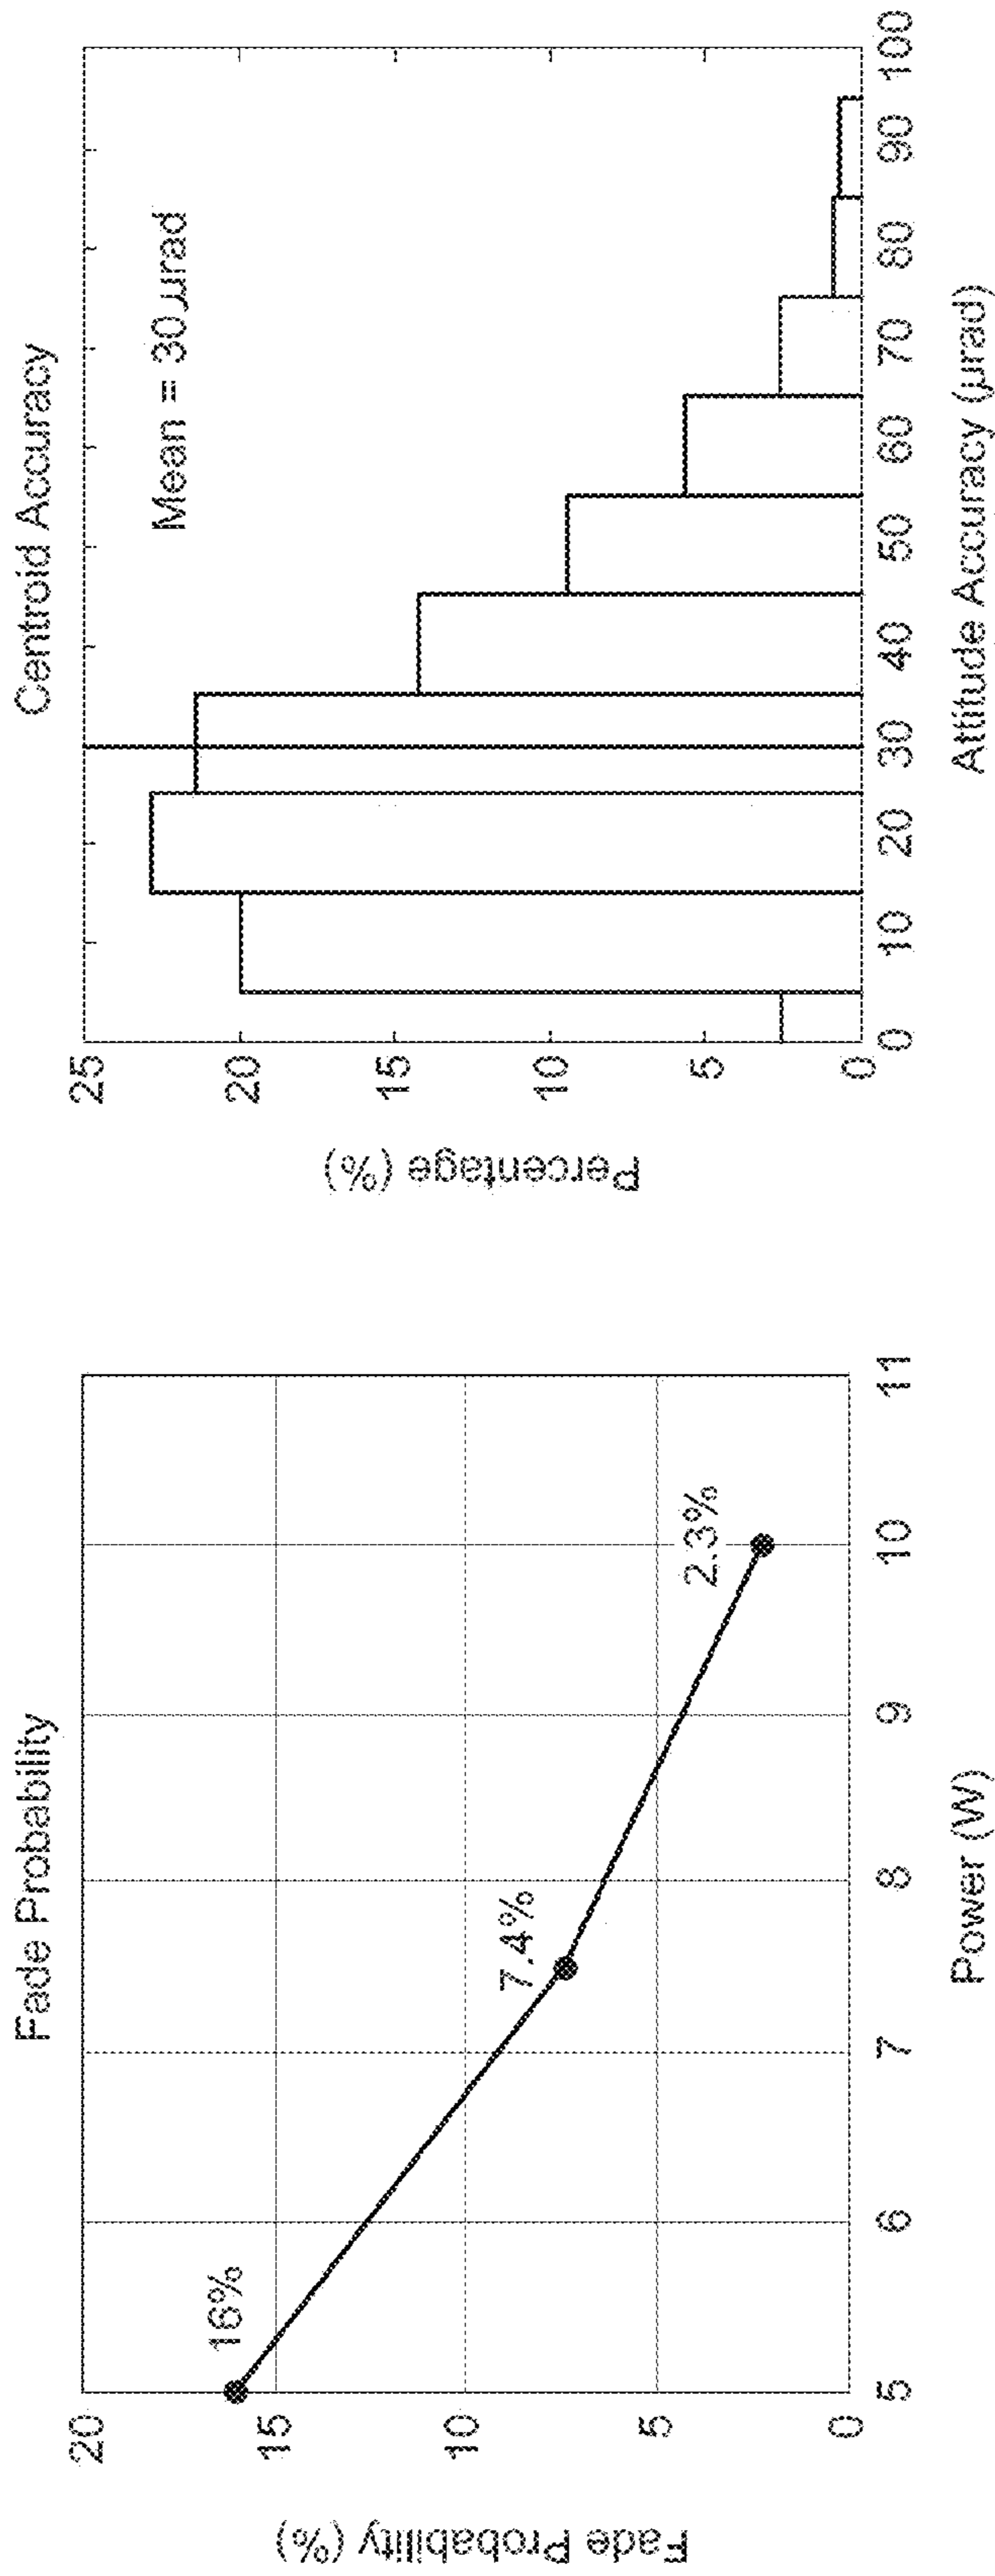 Fade Probability
Fade Probability (%)
20
15
10
5
0
16%
7.4%
2.3%
5 6 7 8 9 10 11
Power (W)
Centroid Accuracy
Percentage (%)
25
20
15
10
5
0
Mean = 30 µrad
0 10 20 30 40 50 60 70 80 90 100
Attitude Accuracy (µrad)